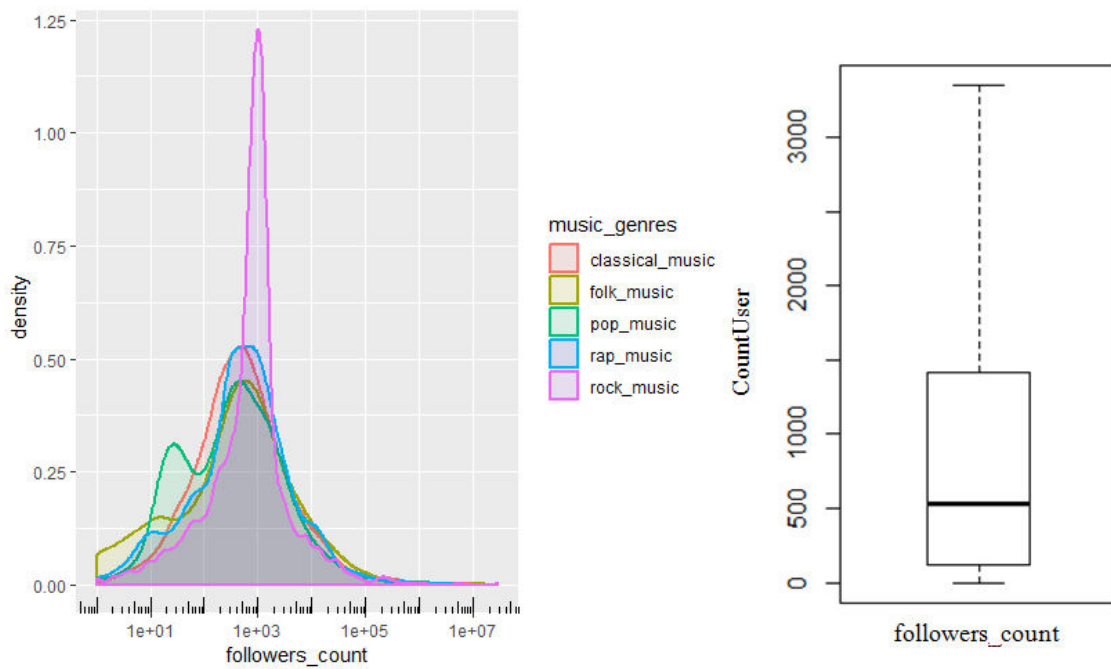 1.25
1.00
0.75
0.50
0.25
0.00
density
1e+01 1e+03 1e+05 1e+07
followers_count
music_genres
classical_music
folk_music
pop_music
rap_music
rock_music
CountUser
3000
2000
1000
500
0
followers_count